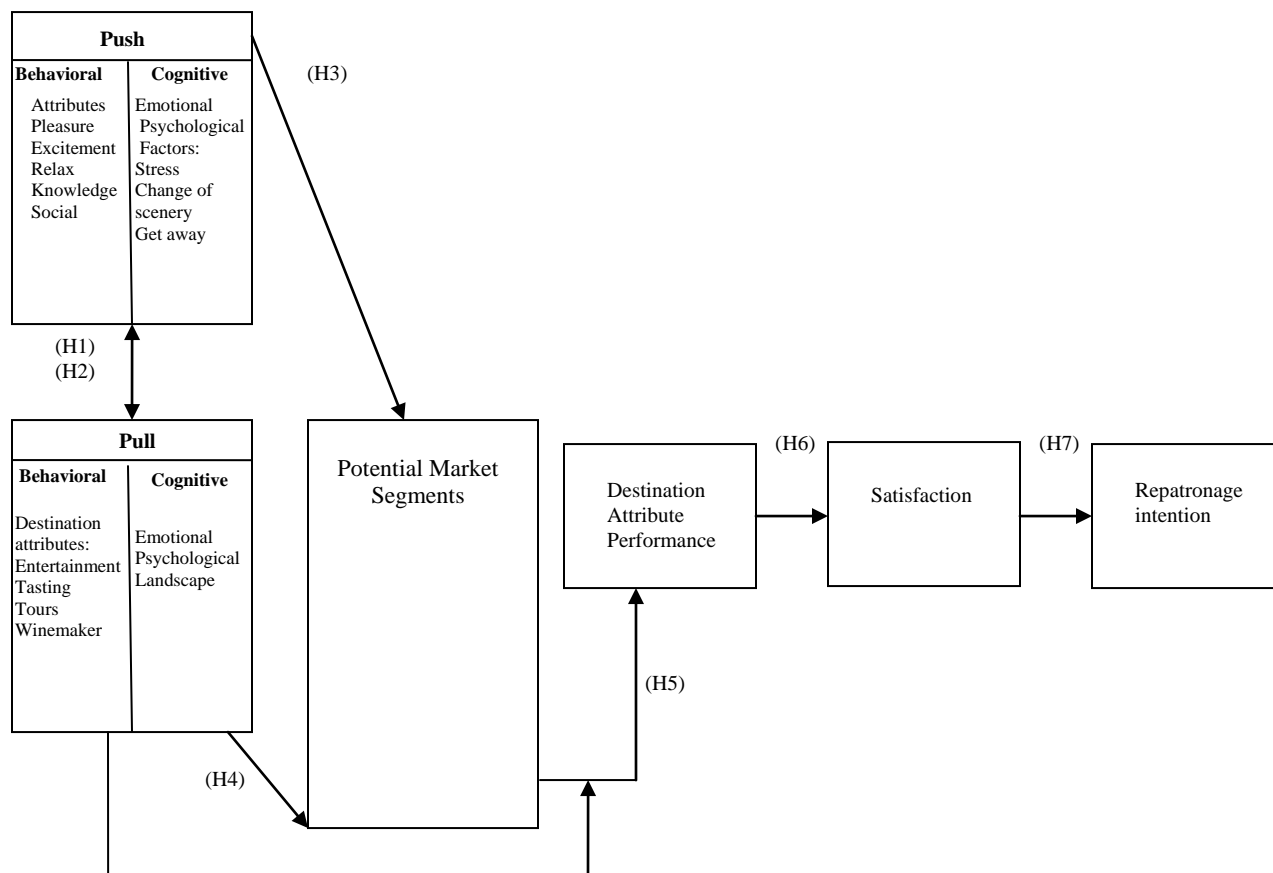 Push
Behavioral
Attributes
Pleasure
Excitement
Relax
Knowledge
Social
Cognitive
Emotional
Psychological
Factors:
Stress
Change of
scenery
Get away
(H3)
(H1)
(H2)
Pull
Behavioral
Destination
attributes:
Entertainment
Tasting
Tours
Winemaker
Cognitive
Emotional
Psychological
Landscape
(H4)
Potential Market
Segments
(H5)
Destination
Attribute
Performance
(H6)
Satisfaction
(H7)
Repatronage
intention